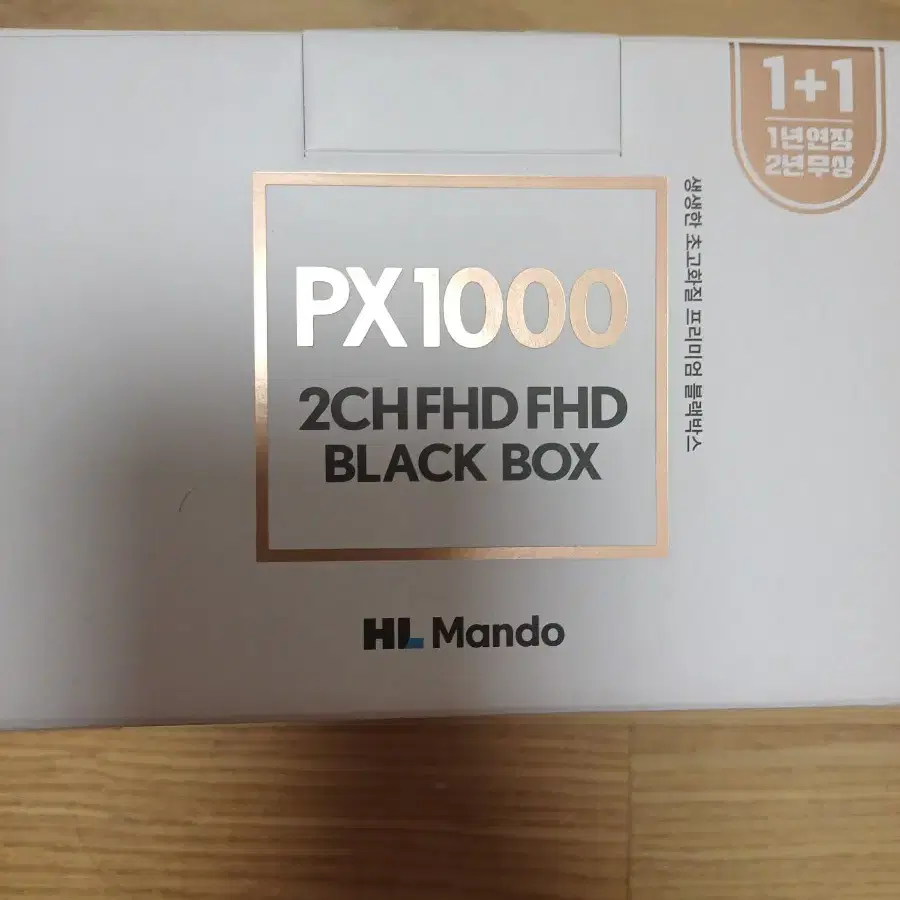 1+1
1년연장
2년무상
생생한 초고화질 프리미엄 블랙박스
PX1000
2CH FHD FHD
BLACK BOX
HL Mando